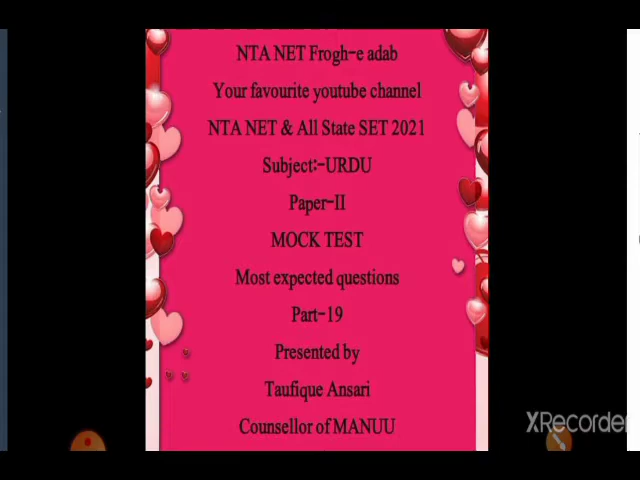 NTA NET Frogh-e adab
Your favourite youtube channel
NTA NET & All State SET 2021
Subject:-URDU
Paper-II
MOCK TEST
Most expected questions
Part-19
Presented by
Taufique Ansari
Counsellor of MANUU
XRecorder